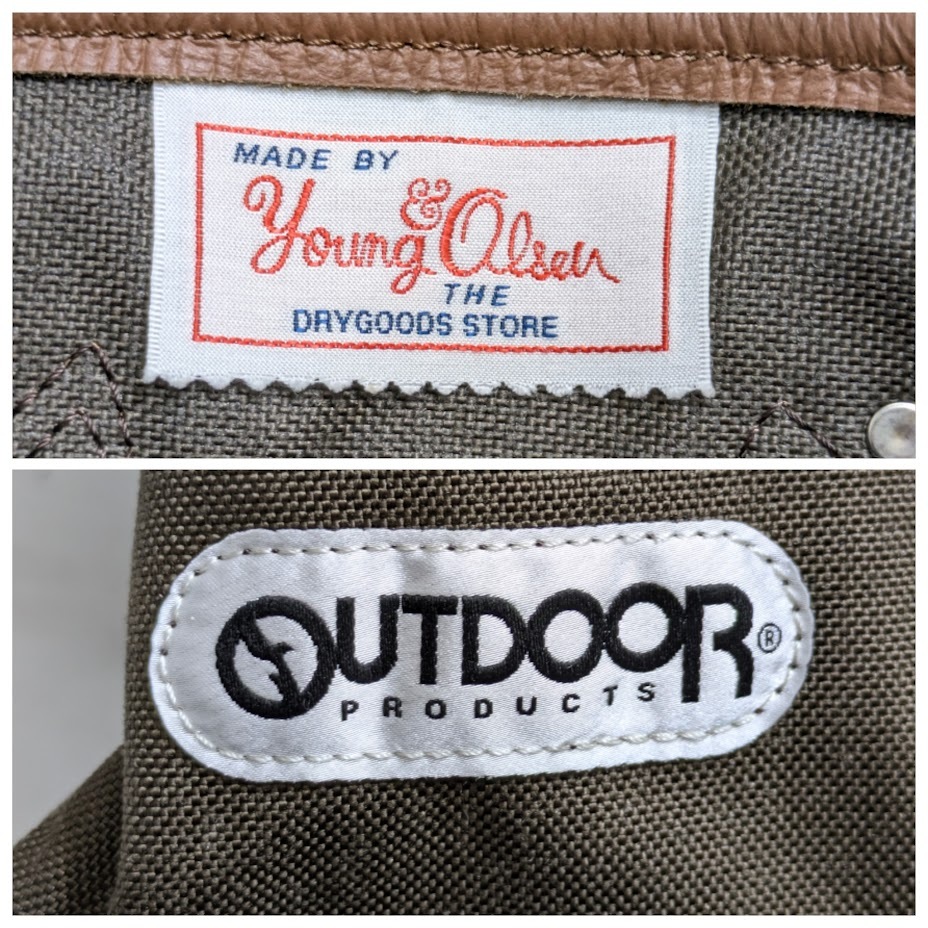 MADE BY
Young & Olsen
THE
DRYGOODS STORE
OUTDOOR®
PRODUCTS